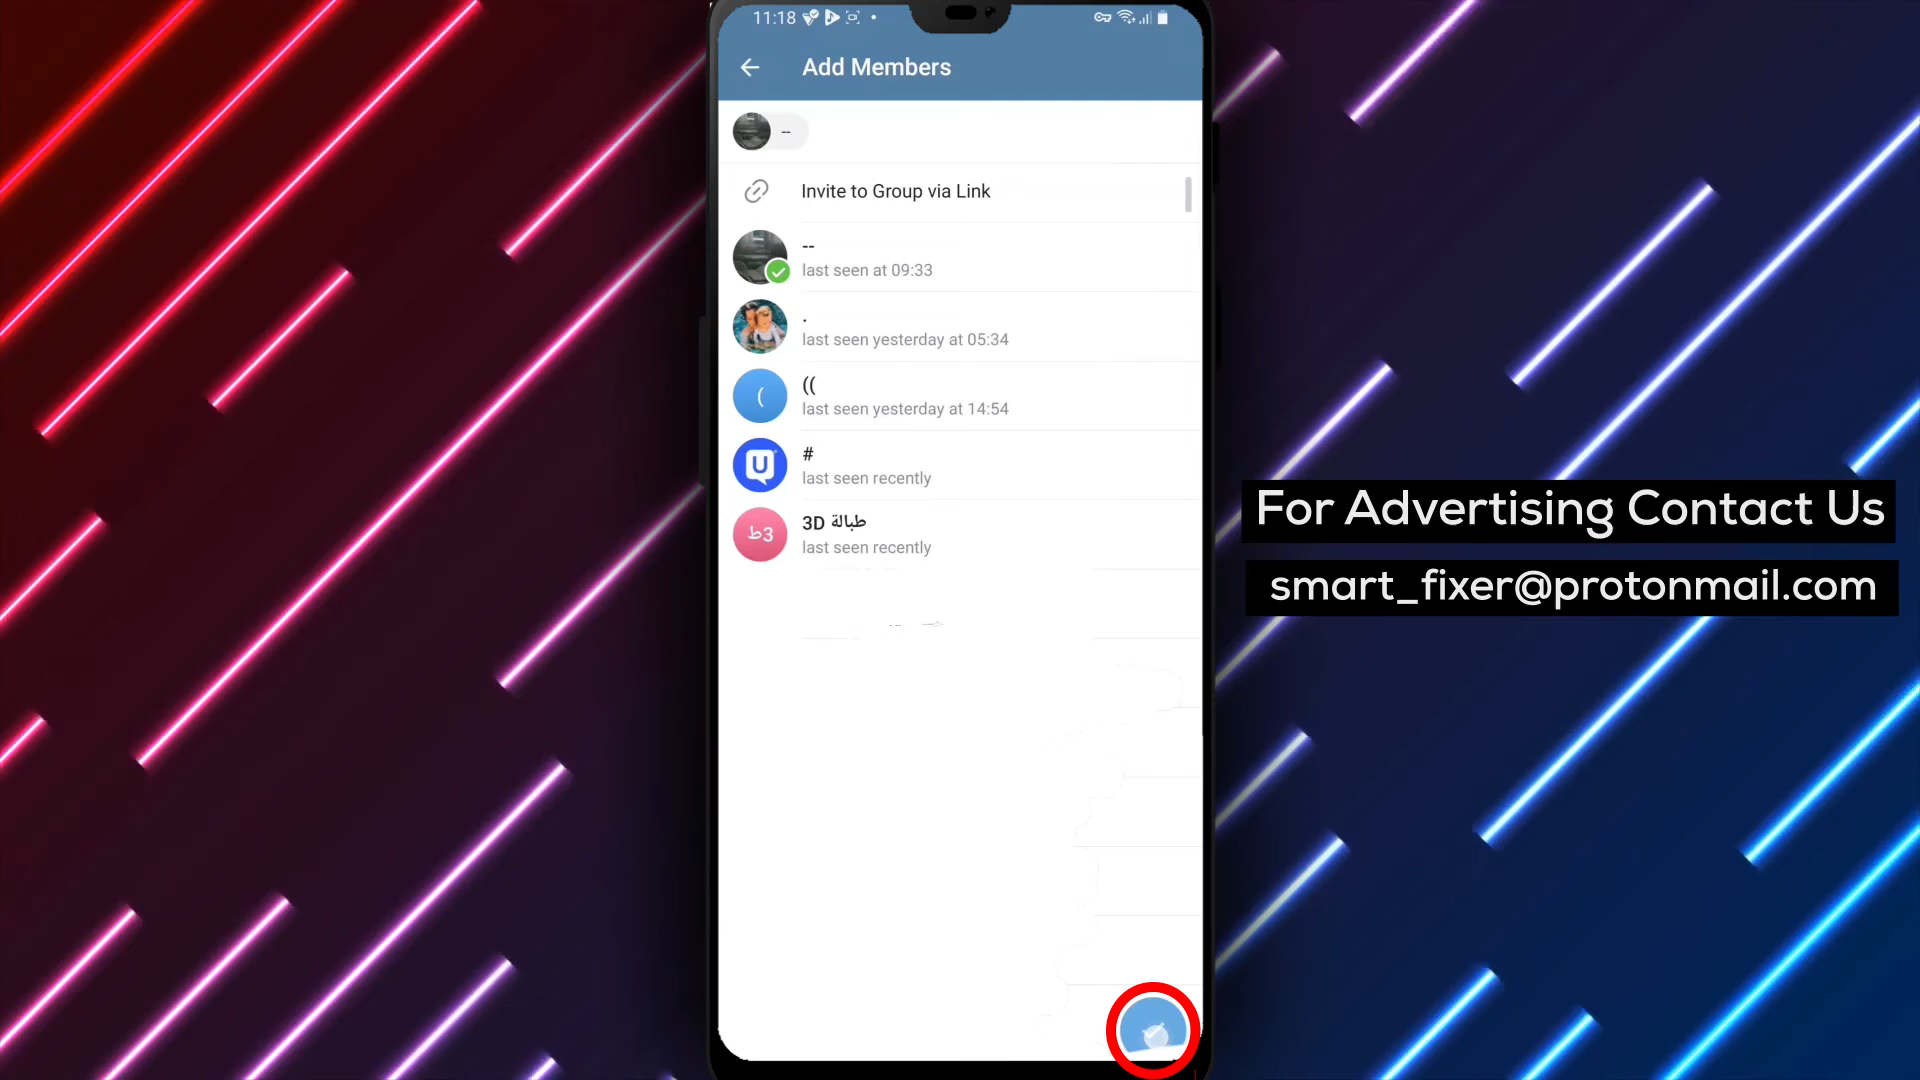 11:18
Add Members
--
Invite to Group via Link
--
last seen at 09:33
.
last seen yesterday at 05:34
(
((
last seen yesterday at 14:54
U
#
last seen recently
ط3
3D طبالة
last seen recently
For Advertising Contact Us
smart_fixer@protonmail.com